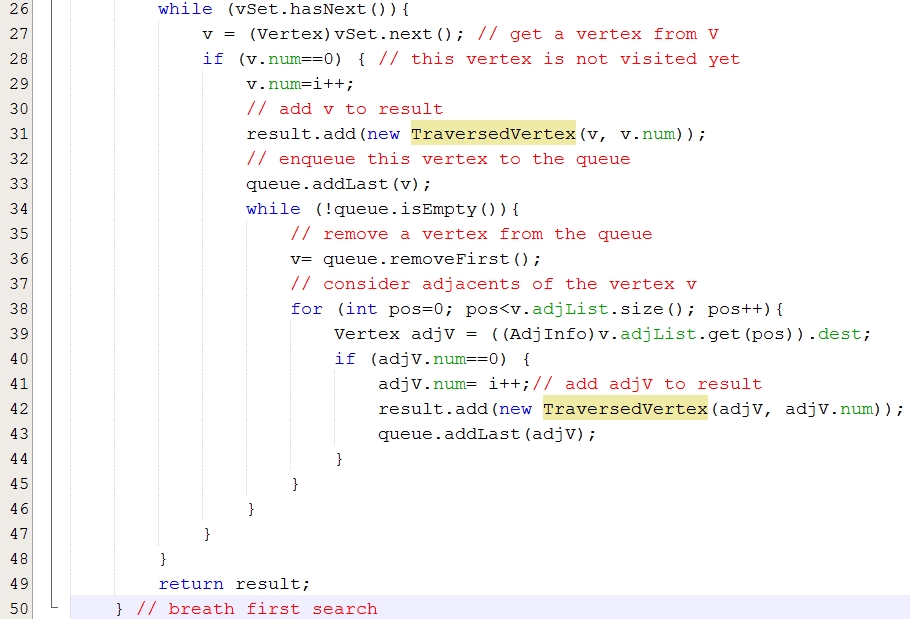 26 while (vSet.hasNext()){
27 v = (Vertex)vSet.next(); // get a vertex from V
28 if (v.num==0) { // this vertex is not visited yet
29 v.num=i++;
30 // add v to result
31 result.add(new TraversedVertex(v, v.num));
32 // enqueue this vertex to the queue
33 queue.addLast(v);
34 while (!queue.isEmpty()){
35 // remove a vertex from the queue
36 v= queue.removeFirst();
37 // consider adjacents of the vertex v
38 for (int pos=0; pos<v.adjList.size(); pos++){
39 Vertex adjV = ((AdjInfo)v.adjList.get(pos)).dest;
40 if (adjV.num==0) {
41 adjV.num= i++;// add adjV to result
42 result.add(new TraversedVertex(adjV, adjV.num));
43 queue.addLast(adjV);
44 }
45 }
46 }
47 }
48 }
49 return result;
50 } // breath first search